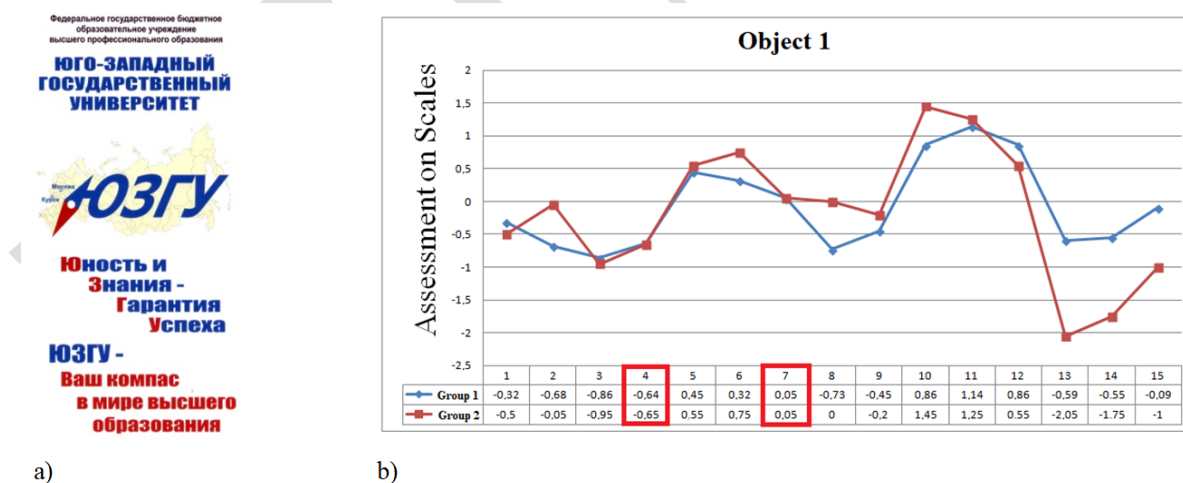 Федеральное государственное бюджетное
образовательное учреждение
высшего профессионального образования
ЮГО-ЗАПАДНЫЙ
ГОСУДАРСТВЕННЫЙ
УНИВЕРСИТЕТ
Москва
Курск
ЮЗГУ
Юность и
Знания -
Гарантия
Успеха
ЮЗГУ -
Ваш компас
в мире высшего
образования
a)
Object 1
Assessment on Scales
2
1,5
1
0,5
0
-0,5
-1
-1,5
-2
-2,5
1 2 3 4 5 6 7 8 9 10 11 12 13 14 15
Group 1 -0,32 -0,68 -0,86 -0,64 0,45 0,32 0,05 -0,73 -0,45 0,86 1,14 0,86 -0,59 -0.55 -0,09
Group 2 -0,5 -0,05 -0,95 -0,65 0,55 0,75 0,05 0 -0,2 1,45 1,25 0,55 -2,05 -1.75 -1
b)